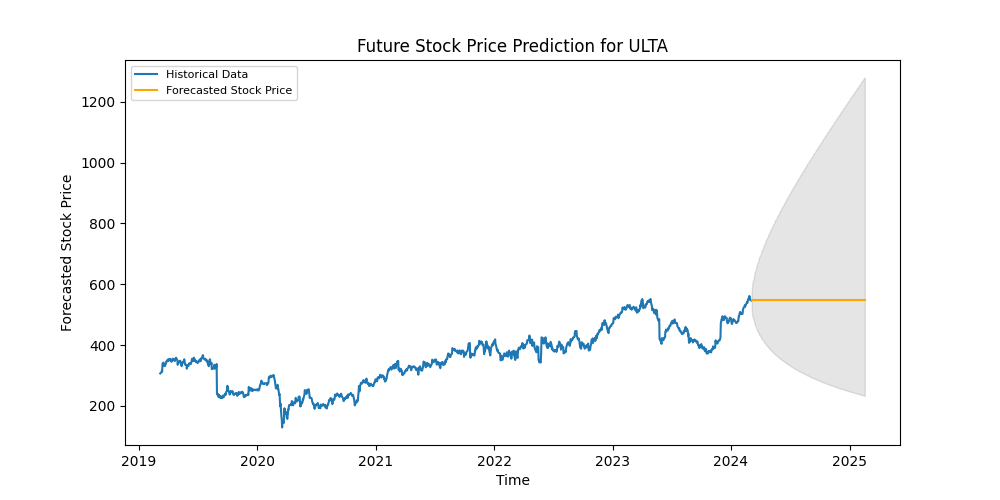 Future Stock Price Prediction for ULTA
Historical Data
Forecasted Stock Price
1200
1000
800
600
400
200
Forecasted Stock Price
2019 2020 2021 2022 2023 2024 2025
Time